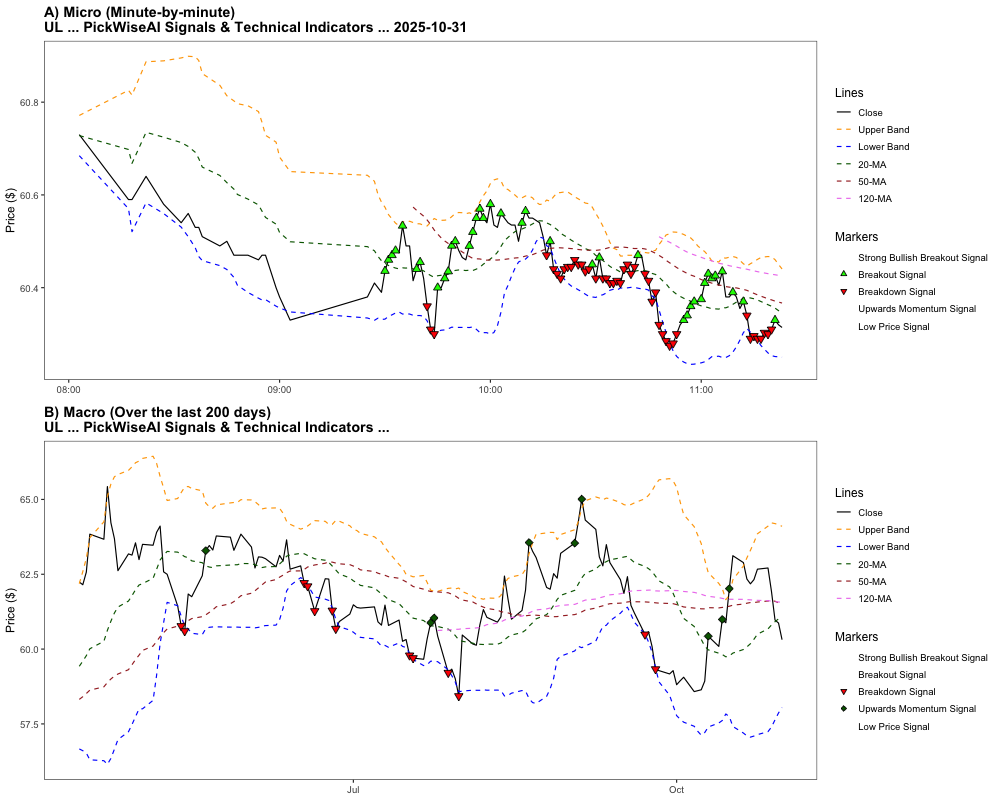 A) Micro (Minute-by-minute)
UL ... PickWiseAI Signals & Technical Indicators ... 2025-10-31
Price ($)
60.8
60.6
60.4
08:00
09:00
10:00
11:00
Lines
Close
Upper Band
Lower Band
20-MA
50-MA
120-MA
Markers
Strong Bullish Breakout Signal
Breakout Signal
Breakdown Signal
Upwards Momentum Signal
Low Price Signal
B) Macro (Over the last 200 days)
UL ... PickWiseAI Signals & Technical Indicators ...
Price ($)
65.0
62.5
60.0
57.5
Jul
Oct
Lines
Close
Upper Band
Lower Band
20-MA
50-MA
120-MA
Markers
Strong Bullish Breakout Signal
Breakout Signal
Breakdown Signal
Upwards Momentum Signal
Low Price Signal